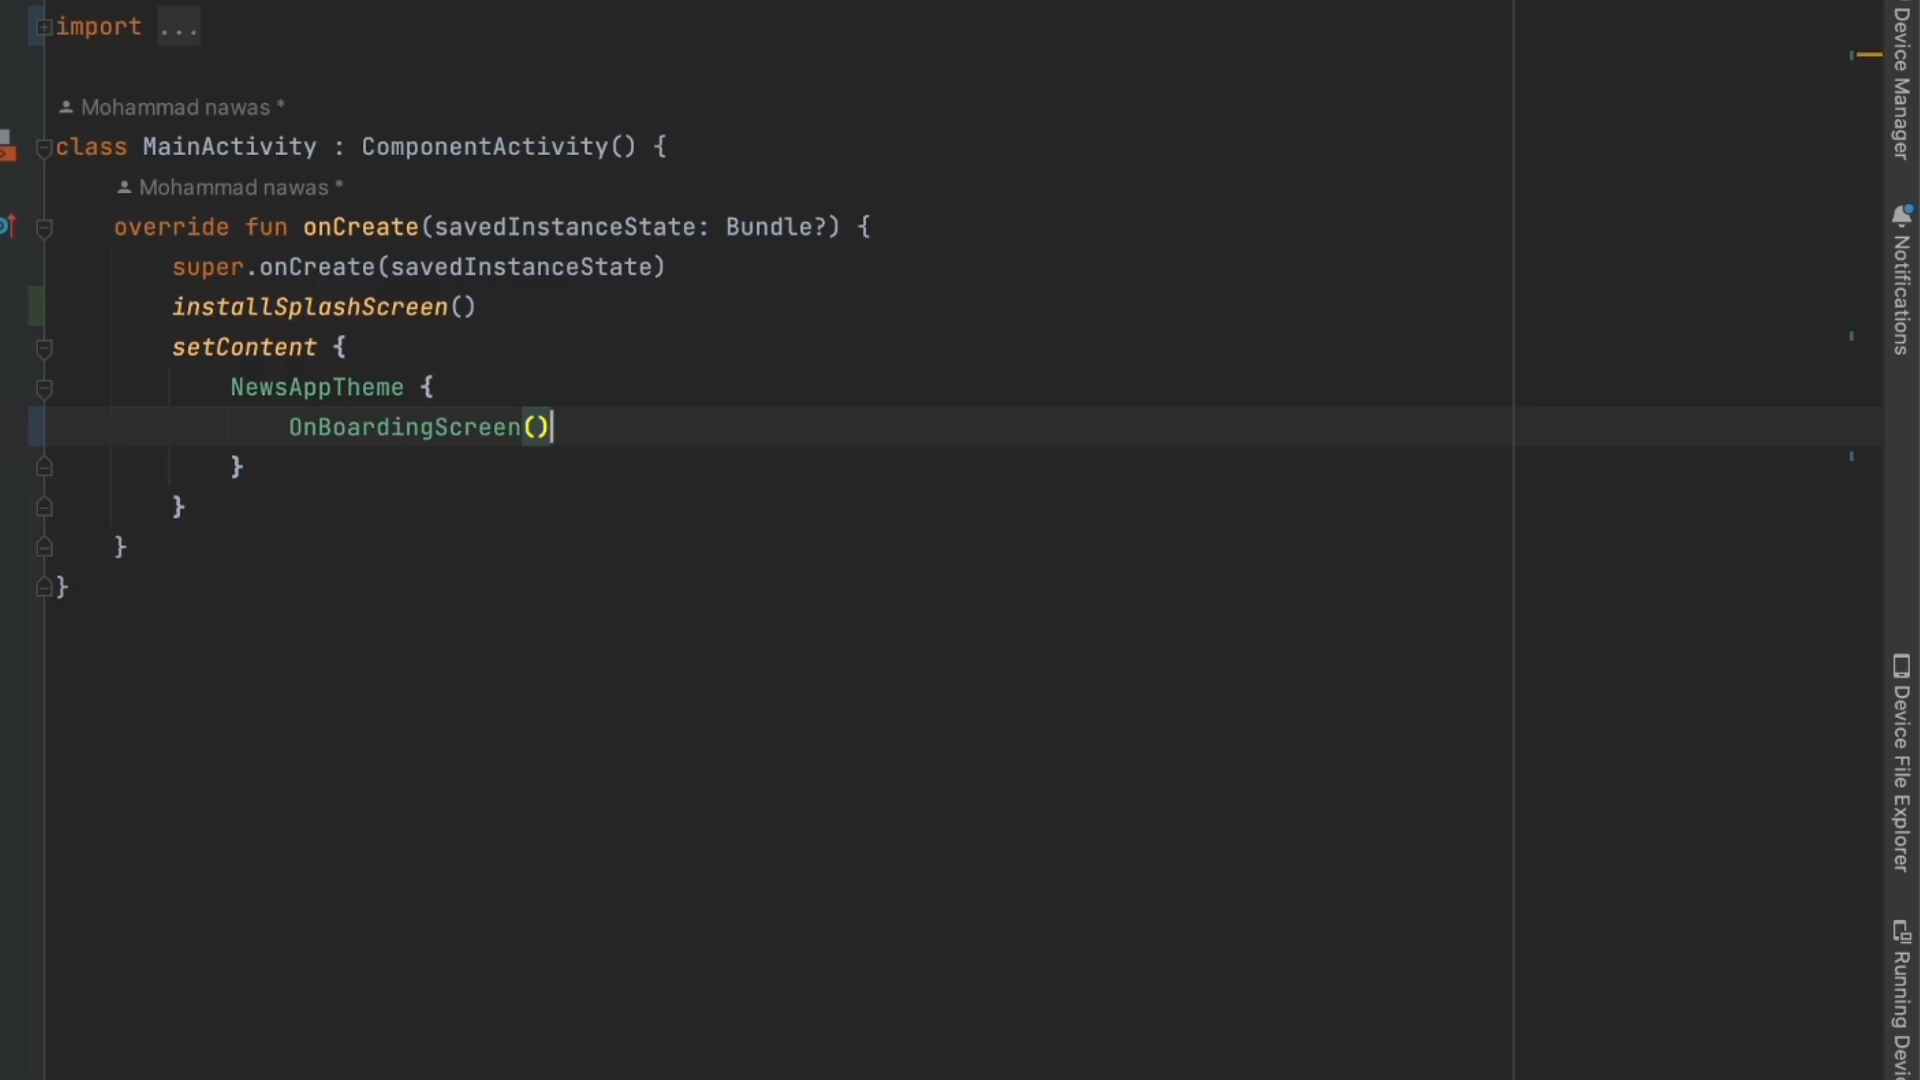 import ...
Mohammad nawas *
class MainActivity : ComponentActivity() {
Mohammad nawas *
override fun onCreate(savedInstanceState: Bundle?) {
super.onCreate(savedInstanceState)
installSplashScreen()
setContent {
NewsAppTheme {
OnBoardingScreen()
}
}
}
}
Device Manager
Notifications
Device File Explorer
Running Devic